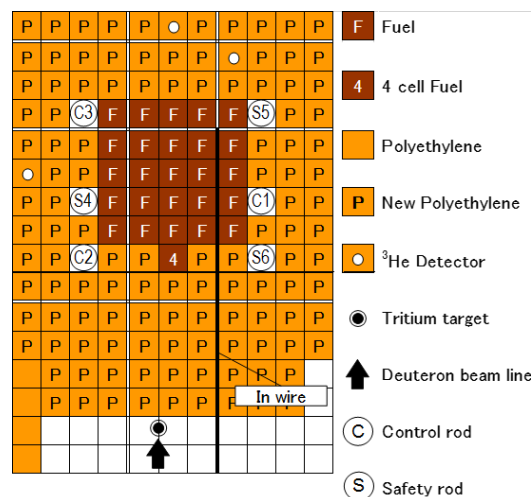 P P P P P P P P P P
P P P P P P P P P P
P P P P P P P P P P P
P P C3 F F F F F S5 P P
P P P F F F F F P P P
P P F F F F F P P P
P P S4 F F F F F C1 P P
P P P F F F F F P P P
P P C2 P P 4 P P S6 P P
P P P P P P P P P P P
P P P P P P P P P P P
P P P P P P P P P P P
P P P P P P P P P
P P P P P P
In wire
F Fuel
4 4 cell Fuel
Polyethylene
P New Polyethylene
³He Detector
Tritium target
Deuteron beam line
C Control rod
S Safety rod